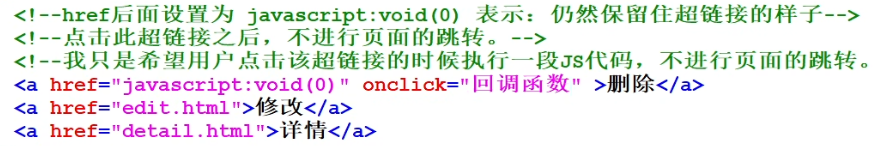 <!--href后面设置为 javascript:void(0) 表示：仍然保留住超链接的样子-->
<!--点击此超链接之后，不进行页面的跳转。-->
<!--我只是希望用户点击该超链接的时候执行一段JS代码，不进行页面的跳转。
<a href="javascript:void(0)" onclick="回调函数" >删除</a>
<a href="edit.html">修改</a>
<a href="detail.html">详情</a>